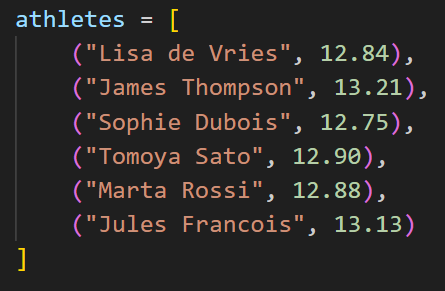 athletes = [
("Lisa de Vries", 12.84),
("James Thompson", 13.21),
("Sophie Dubois", 12.75),
("Tomoya Sato", 12.90),
("Marta Rossi", 12.88),
("Jules Francois", 13.13)
]